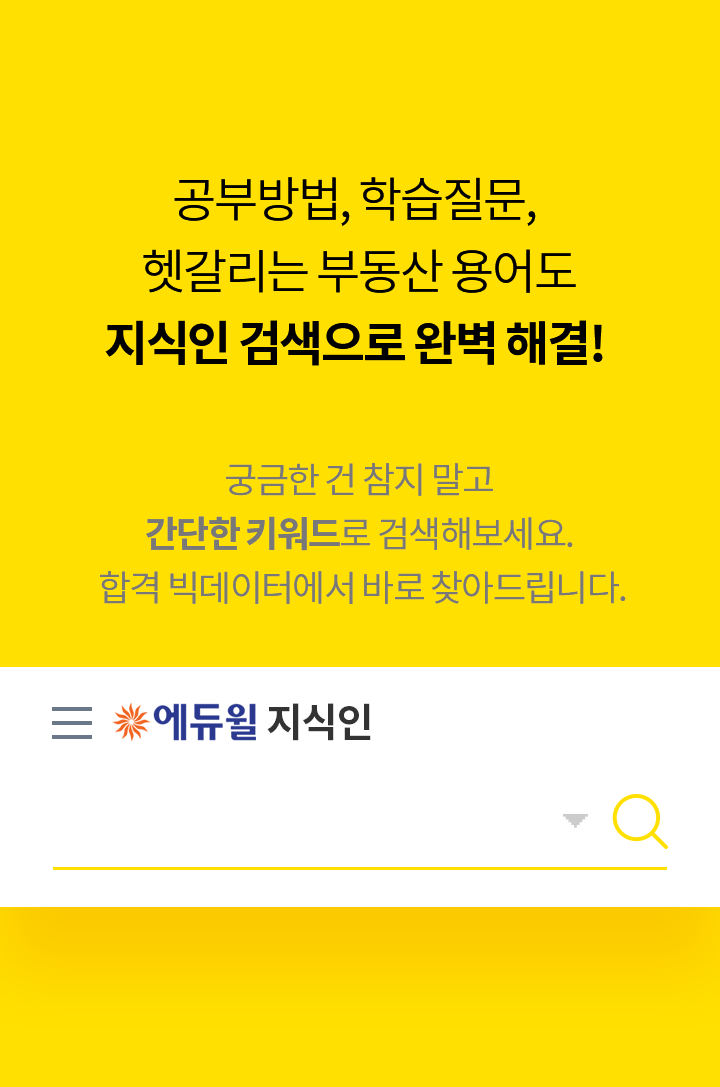 공부방법, 학습질문,
헷갈리는 부동산 용어도
지식인 검색으로 완벽 해결!
궁금한 건 참지 말고
간단한 키워드로 검색해보세요.
합격 빅데이터에서 바로 찾아드립니다.
에듀윌 지식인